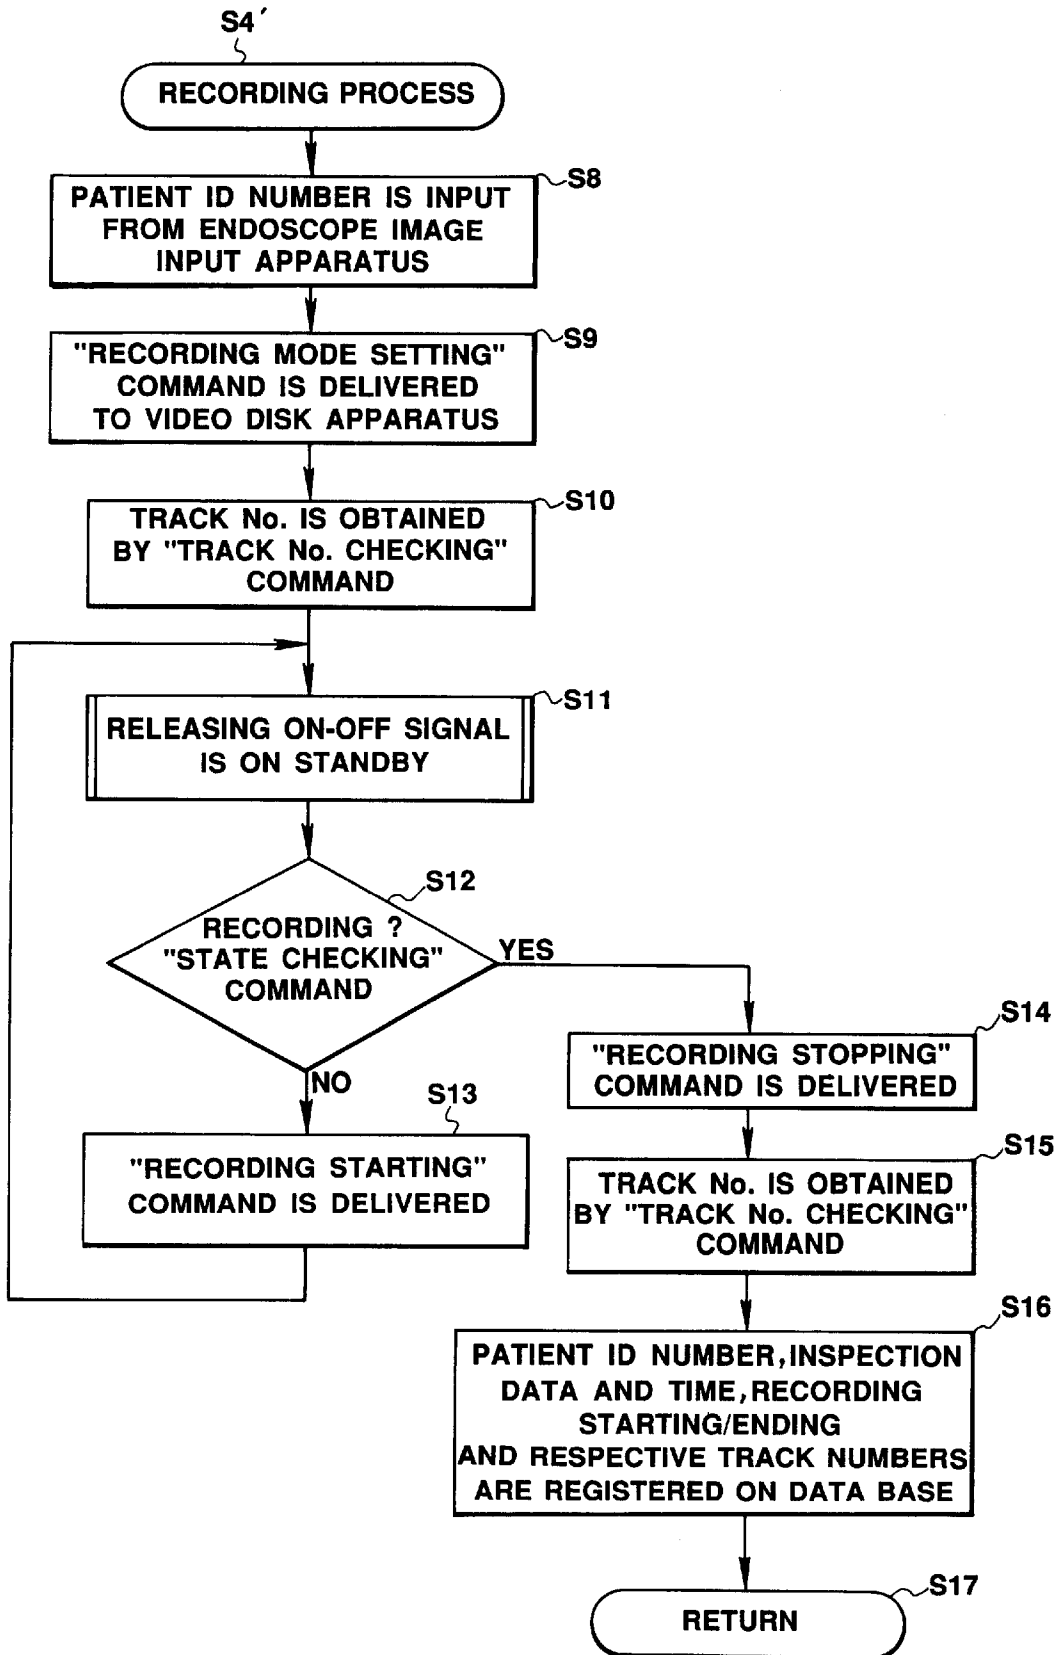 S4′
RECORDING PROCESS
S8
PATIENT ID NUMBER IS INPUT
FROM ENDOSCOPE IMAGE
INPUT APPARATUS
S9
"RECORDING MODE SETTING"
COMMAND IS DELIVERED
TO VIDEO DISK APPARATUS
S10
TRACK No. IS OBTAINED
BY "TRACK No. CHECKING"
COMMAND
S11
RELEASING ON-OFF SIGNAL
IS ON STANDBY
S12
RECORDING ?
"STATE CHECKING"
COMMAND
YES
NO
S13
"RECORDING STARTING"
COMMAND IS DELIVERED
S14
"RECORDING STOPPING"
COMMAND IS DELIVERED
S15
TRACK No. IS OBTAINED
BY "TRACK No. CHECKING"
COMMAND
S16
PATIENT ID NUMBER, INSPECTION
DATA AND TIME, RECORDING
STARTING/ENDING
AND RESPECTIVE TRACK NUMBERS
ARE REGISTERED ON DATA BASE
S17
RETURN